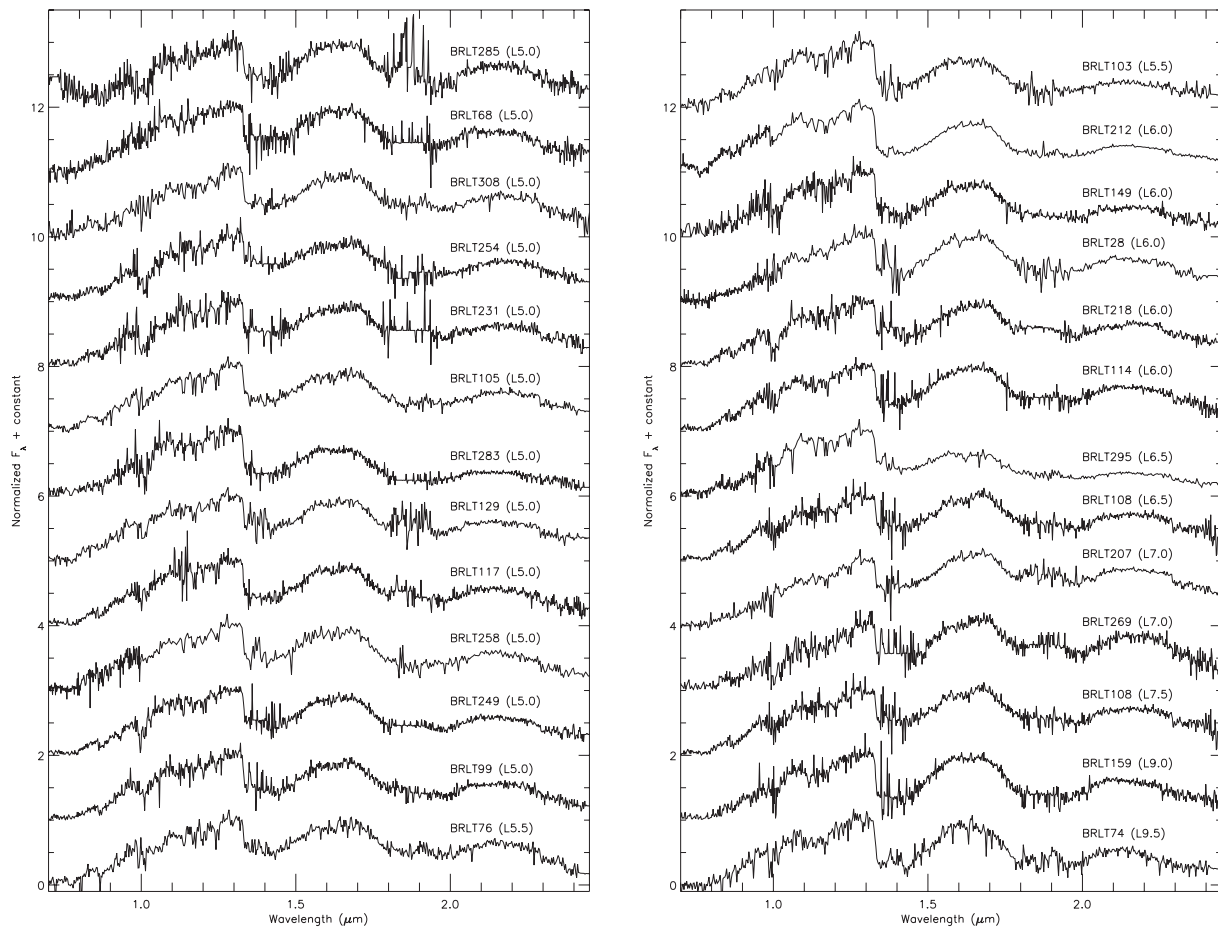 BRLT285 (L5.0)
BRLT68 (L5.0)
BRLT308 (L5.0)
BRLT254 (L5.0)
BRLT231 (L5.0)
BRLT105 (L5.0)
BRLT283 (L5.0)
BRLT129 (L5.0)
BRLT117 (L5.0)
BRLT258 (L5.0)
BRLT249 (L5.0)
BRLT99 (L5.0)
BRLT76 (L5.5)
12
10
8
6
4
2
0
Normalized Fλ + constant
1.0 1.5 2.0
Wavelength (μm)
BRLT103 (L5.5)
BRLT212 (L6.0)
BRLT149 (L6.0)
BRLT28 (L6.0)
BRLT218 (L6.0)
BRLT114 (L6.0)
BRLT295 (L6.5)
BRLT108 (L6.5)
BRLT207 (L7.0)
BRLT269 (L7.0)
BRLT108 (L7.5)
BRLT159 (L9.0)
BRLT74 (L9.5)
12
10
8
6
4
2
0
Normalized Fλ + constant
1.0 1.5 2.0
Wavelength (μm)